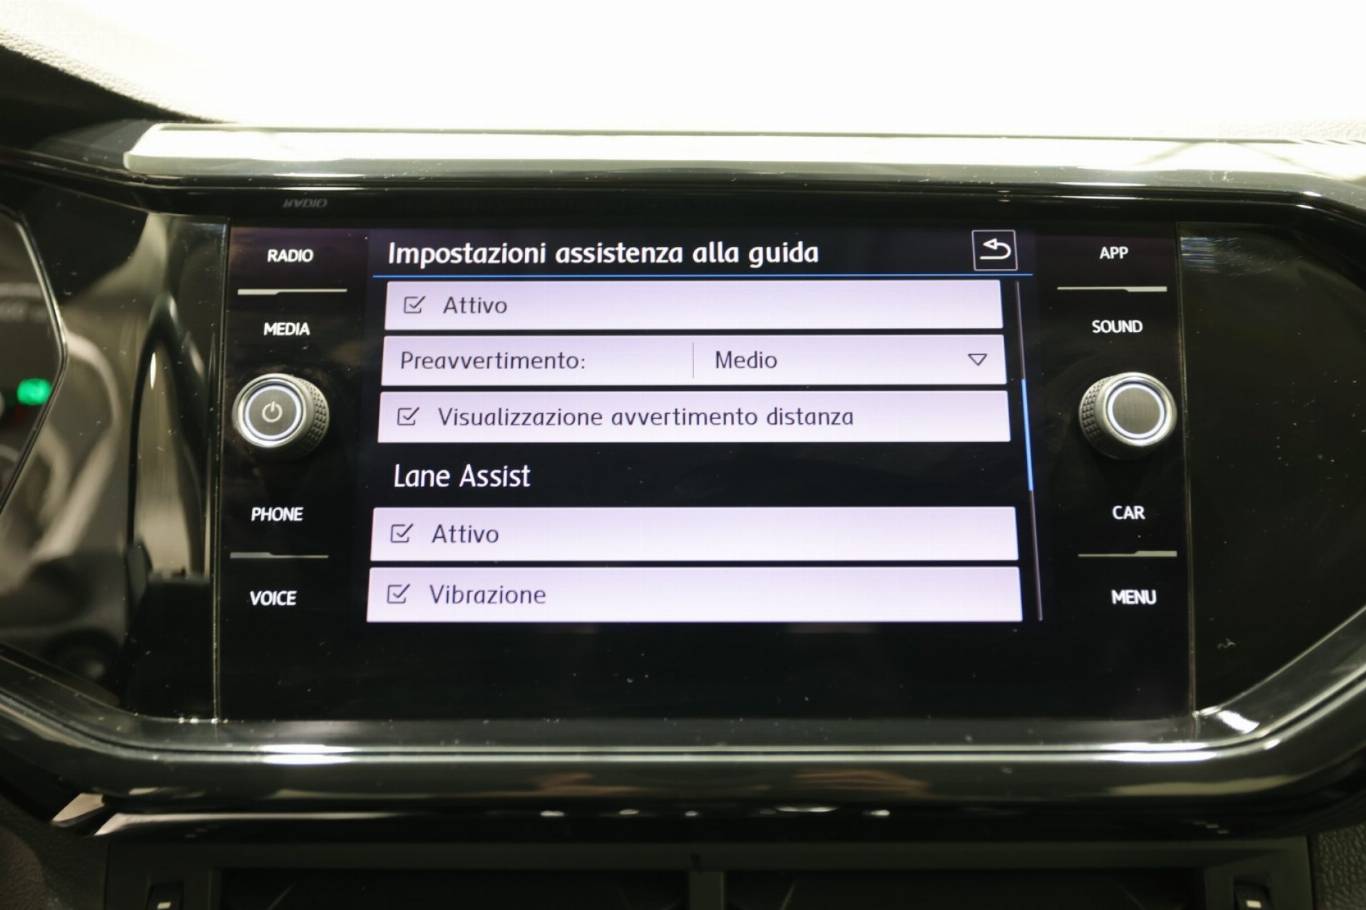 RADIO
MEDIA
PHONE
VOICE
Impostazioni assistenza alla guida
Attivo
Preavvertimento: Medio
Visualizzazione avvertimento distanza
Lane Assist
Attivo
Vibrazione
APP
SOUND
CAR
MENU